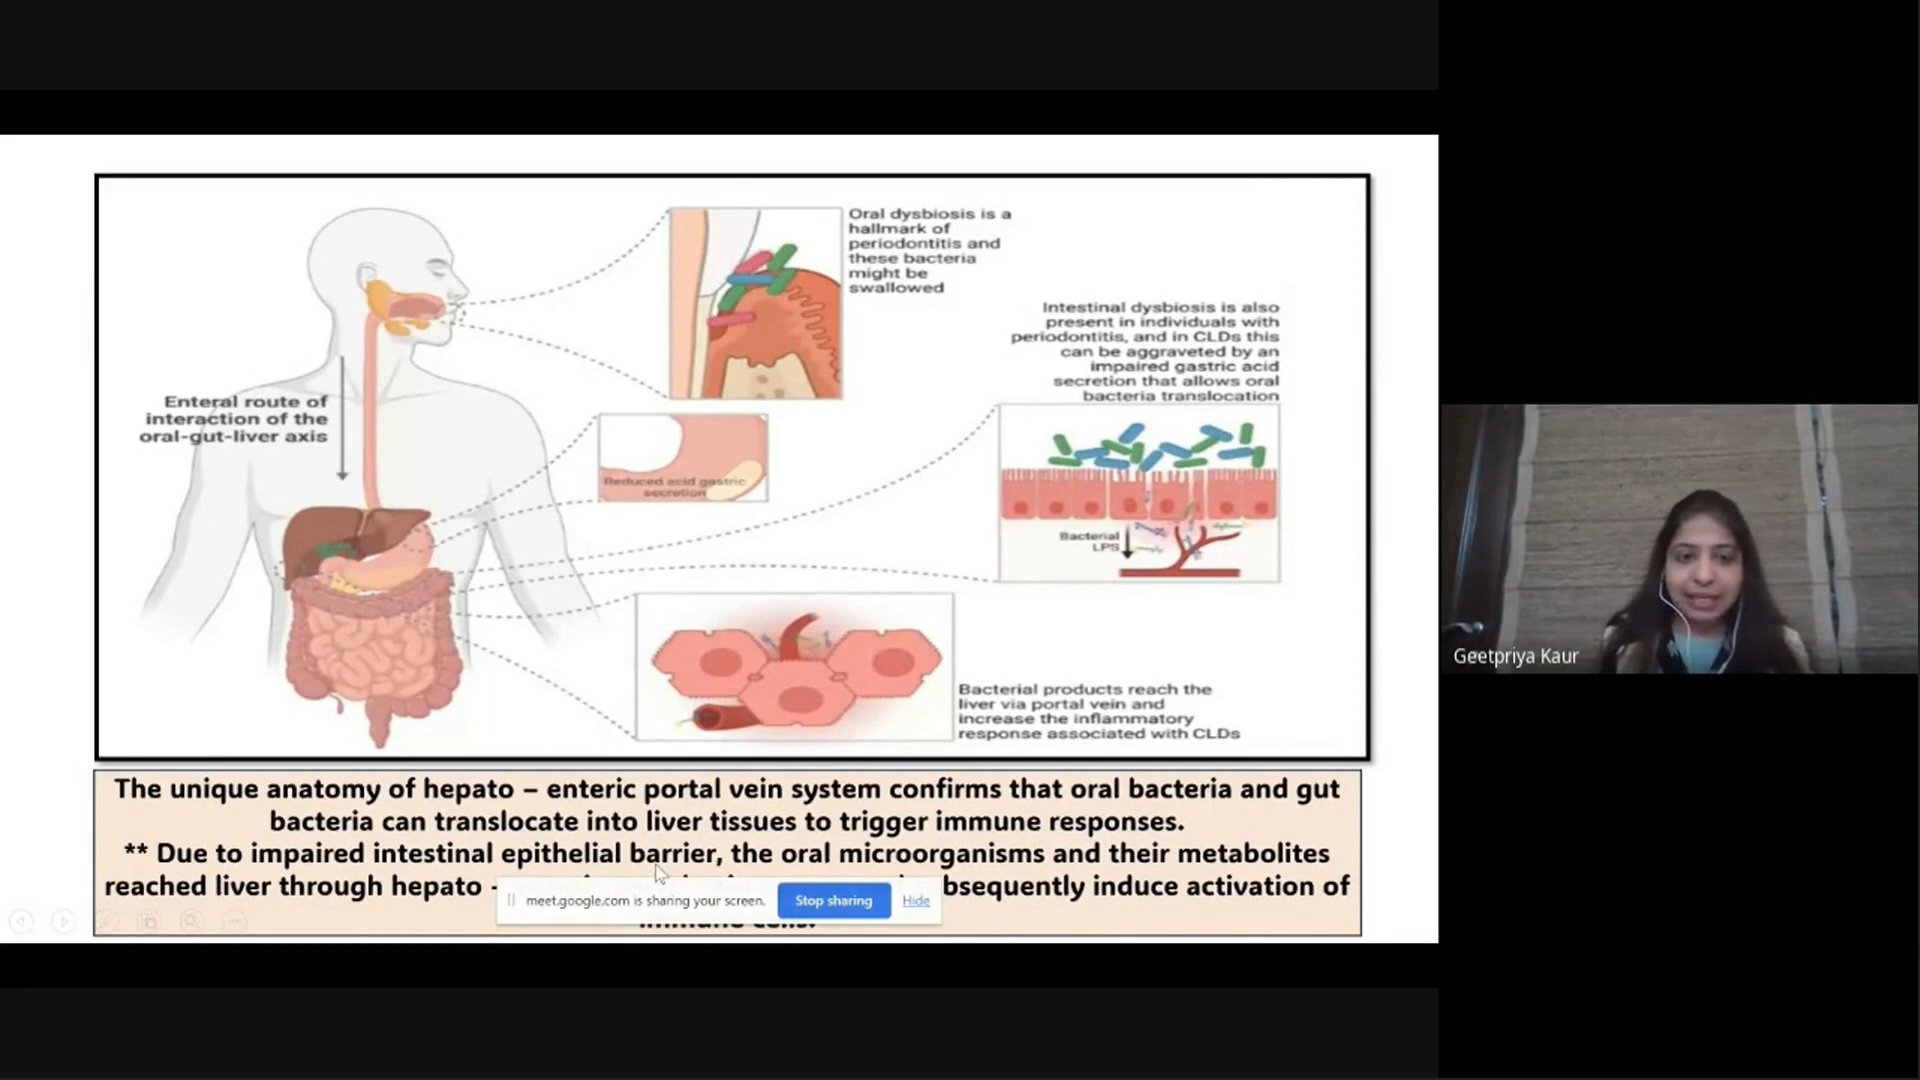 Oral dysbiosis is a
hallmark of
periodontitis and
these bacteria
might be
swallowed
Intestinal dysbiosis is also
present in individuals with
periodontitis, and in CLDs this
can be aggraveted by an
impaired gastric acid
secretion that allows oral
bacteria translocation
Enteral route of
interaction of the
oral-gut-liver axis
Reduced acid gastric
secretion
Bacterial
LPS
Bacterial products reach the
liver via portal vein and
increase the inflammatory
response associated with CLDs
The unique anatomy of hepato – enteric portal vein system confirms that oral bacteria and gut
bacteria can translocate into liver tissues to trigger immune responses.
** Due to impaired intestinal epithelial barrier, the oral microorganisms and their metabolites
reached liver through hepato - bsequently induce activation of
meet.google.com is sharing your screen. Stop sharing Hide
Geetpriya Kaur